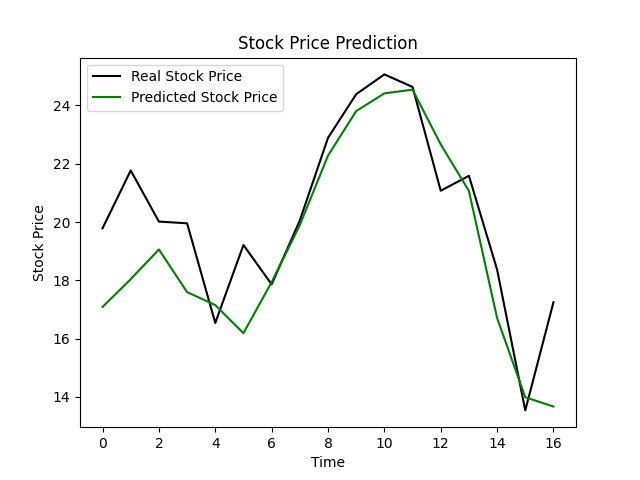 Stock Price Prediction
Real Stock Price
Predicted Stock Price
Stock Price
24
22
20
18
16
14
0 2 4 6 8 10 12 14 16
Time